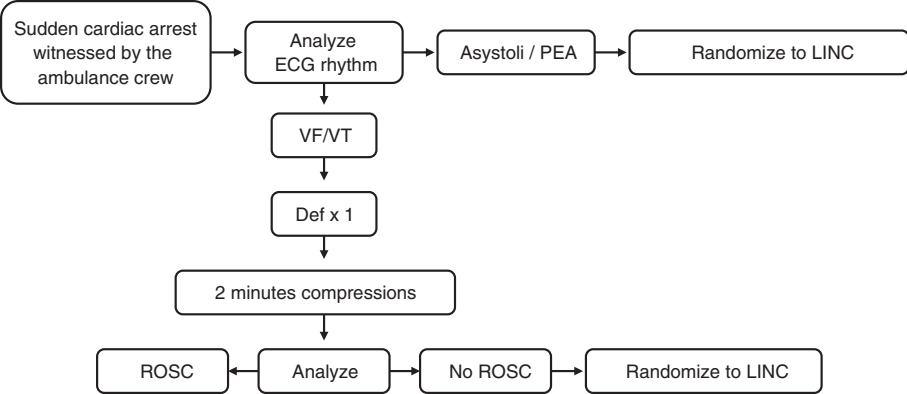 Sudden cardiac arrest
witnessed by the
ambulance crew
Analyze
ECG rhythm
Asystoli / PEA
Randomize to LINC
VF/VT
Def x 1
2 minutes compressions
ROSC
Analyze
No ROSC
Randomize to LINC